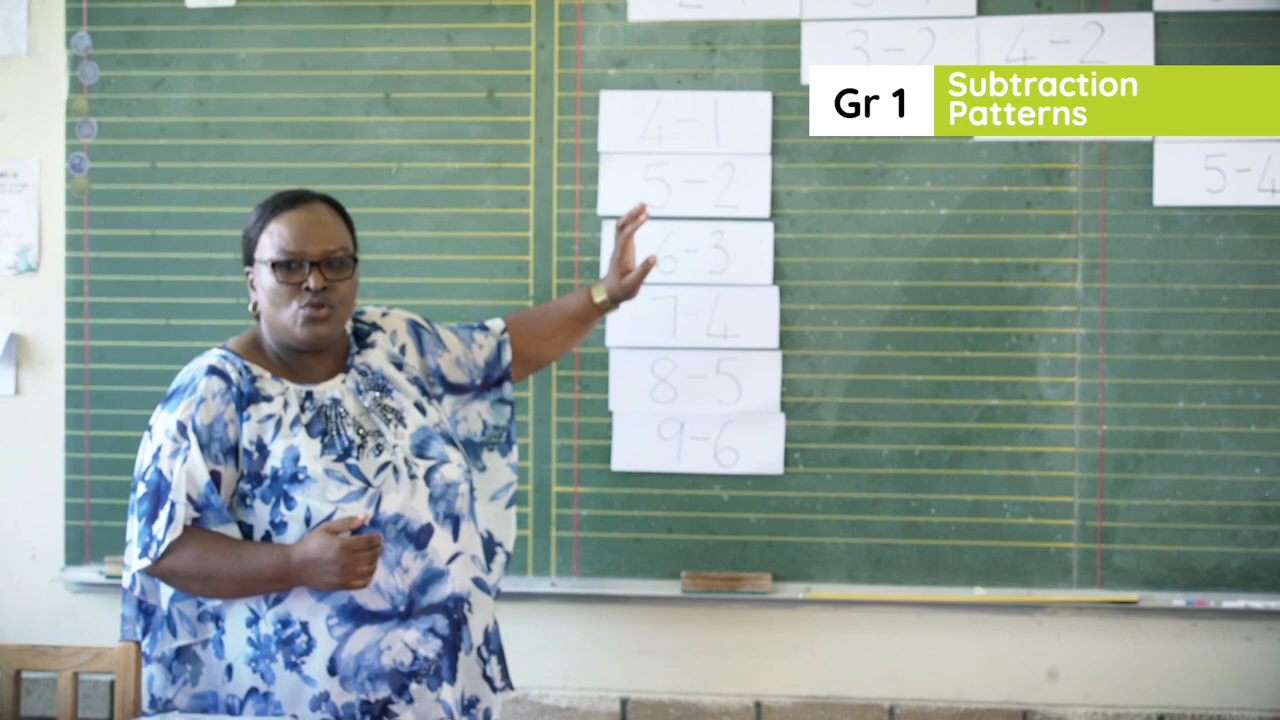 3-2 4-2
Gr 1
Subtraction
Patterns
4-1
5-2
6-3
7-4
8-5
9-6
5-4